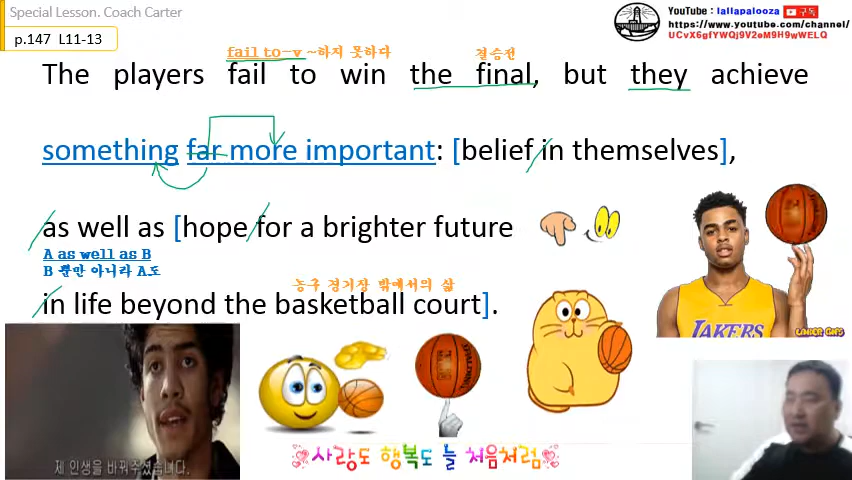 Special Lesson. Coach Carter
p.147 L11-13
YouTube : lallapalooza 구독
https://www.youtube.com/channel/
UCvX6gfYWQj9V2eM9H9wWELQ
fail to-v ~하지 못하다
결승전
The players fail to win the final, but they achieve
something far more important: [belief in themselves],
as well as [hope for a brighter future
A as well as B
B 뿐만 아니라 A도
농구 경기장 밖에서의 삶
in life beyond the basketball court].
LAKERS
제 인생을 바꿔주셨습니다.
사랑도 행복도 늘 처음처럼